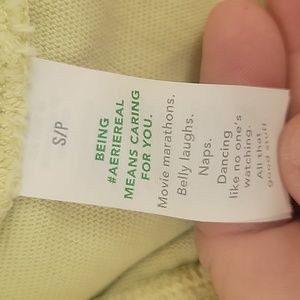 S/P
BEING
#AERIEREAL
MEANS CARING
FOR YOU.
Movie marathons.
Belly laughs.
Naps.
Dancing
like no one's
watching.
All that
good stuff